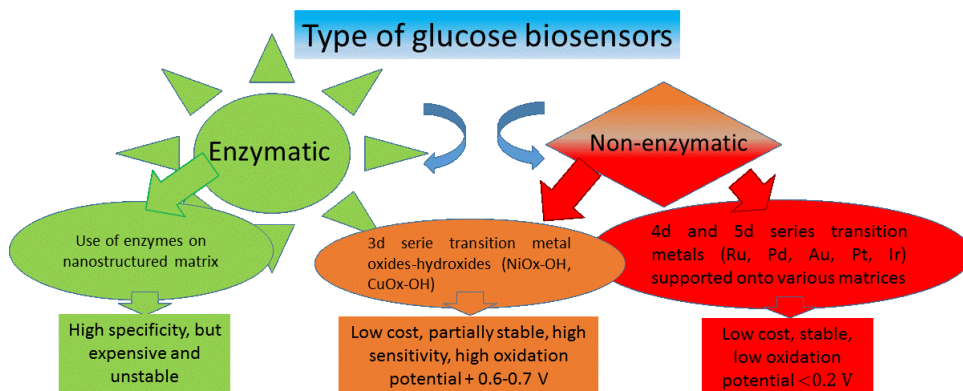 Type of glucose biosensors
Enzymatic
Non-enzymatic
Use of enzymes on
nanostructured matrix
3d serie transition metal
oxides-hydroxides (NiOx-OH,
CuOx-OH)
4d and 5d series transition
metals (Ru, Pd, Au, Pt, Ir)
supported onto various matrices
High specificity, but
expensive and
unstable
Low cost, partially stable, high
sensitivity, high oxidation
potential + 0.6-0.7 V
Low cost, stable,
low oxidation
potential <0.2 V